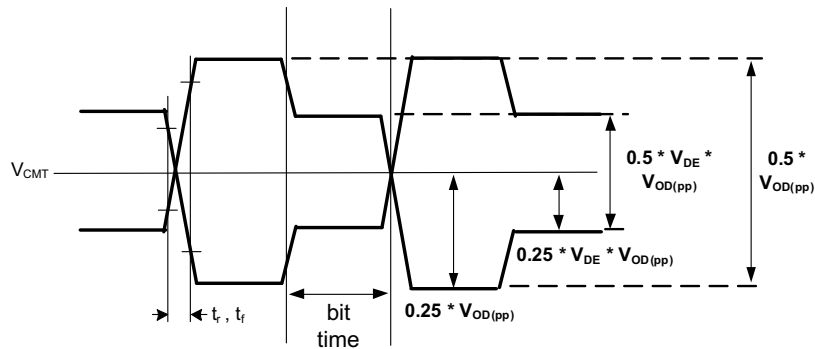 V_CMT
0.5 *
V_DE *
V_OD(pp)
0.5 *
V_OD(pp)
0.25 * V_DE * V_OD(pp)
0.25 * V_OD(pp)
t_r , t_f
bit
time